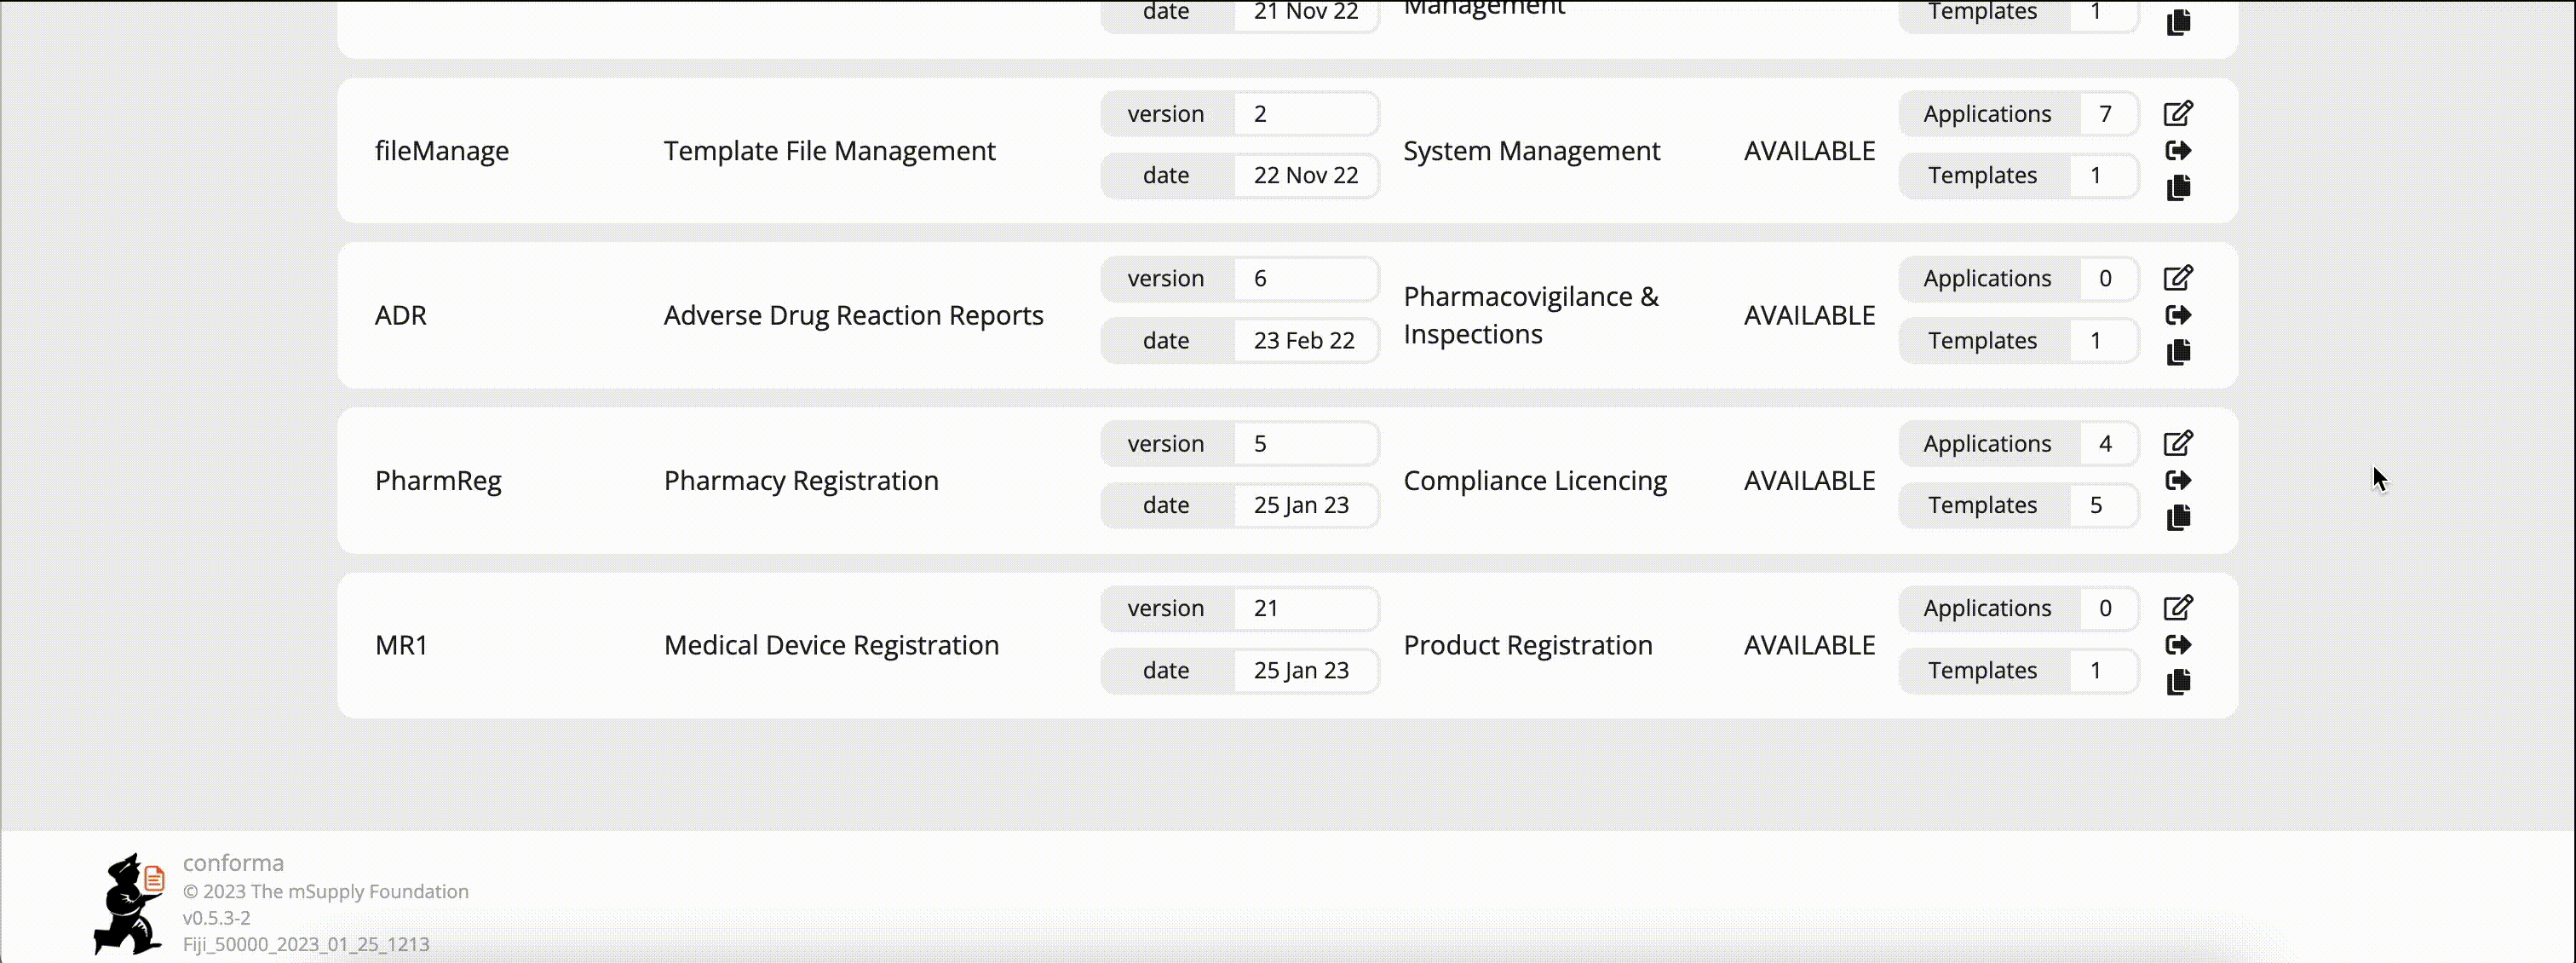 date 21 Nov 22 Management Templates 1
version 2 Applications 7
fileManage Template File Management System Management AVAILABLE
date 22 Nov 22 Templates 1
version 6 Applications 0
ADR Adverse Drug Reaction Reports Pharmacovigilance & Inspections AVAILABLE
date 23 Feb 22 Templates 1
version 5 Applications 4
PharmReg Pharmacy Registration Compliance Licencing AVAILABLE
date 25 Jan 23 Templates 5
version 21 Applications 0
MR1 Medical Device Registration Product Registration AVAILABLE
date 25 Jan 23 Templates 1
conforma
© 2023 The mSupply Foundation
v0.5.3-2
Fiji_50000_2023_01_25_1213